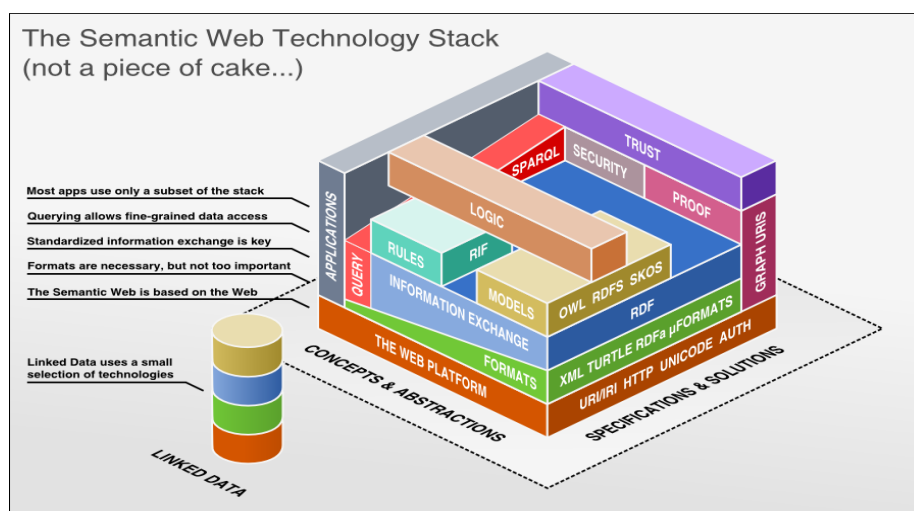 The Semantic Web Technology Stack
(not a piece of cake...)
Most apps use only a subset of the stack
Querying allows fine-grained data access
Standardized information exchange is key
Formats are necessary, but not too important
The Semantic Web is based on the Web
Linked Data uses a small
selection of technologies
LINKED DATA
APPLICATIONS
QUERY
RULES
RIF
LOGIC
SPARQL
SECURITY
TRUST
PROOF
GRAPH URIS
MODELS
OWL RDFS SKOS
INFORMATION EXCHANGE
RDF
FORMATS
XML TURTLE RDFa µFORMATS
THE WEB PLATFORM
URI/IRI HTTP UNICODE AUTH
CONCEPTS & ABSTRACTIONS
SPECIFICATIONS & SOLUTIONS